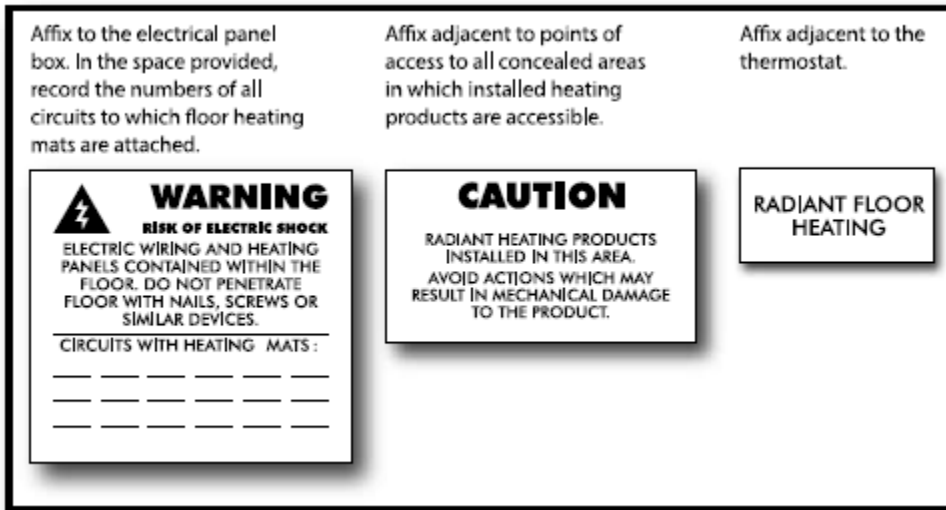 Affix to the electrical panel
box. In the space provided,
record the numbers of all
circuits to which floor heating
mats are attached.
WARNING
RISK OF ELECTRIC SHOCK
ELECTRIC WIRING AND HEATING
PANELS CONTAINED WITHIN THE
FLOOR. DO NOT PENETRATE
FLOOR WITH NAILS, SCREWS OR
SIMILAR DEVICES.
CIRCUITS WITH HEATING MATS :
Affix adjacent to points of
access to all concealed areas
in which installed heating
products are accessible.
CAUTION
RADIANT HEATING PRODUCTS
INSTALLED IN THIS AREA.
AVOID ACTIONS WHICH MAY
RESULT IN MECHANICAL DAMAGE
TO THE PRODUCT.
Affix adjacent to the
thermostat.
RADIANT FLOOR
HEATING